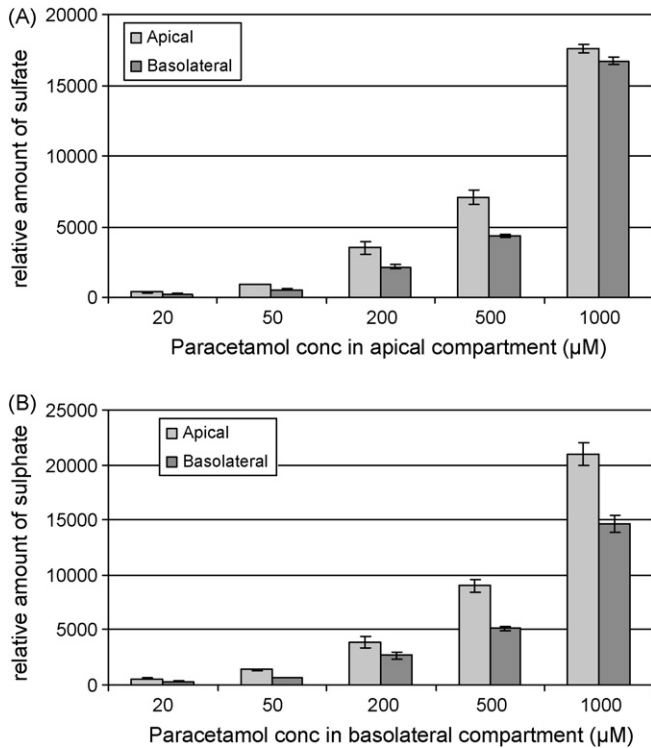 (A)
20000
Apical
Basolateral
15000
10000
5000
0
relative amount of sulfate
20 50 200 500 1000
Paracetamol conc in apical compartment (µM)
(B)
25000
Apical
Basolateral
20000
15000
10000
5000
0
relative amount of sulphate
20 50 200 500 1000
Paracetamol conc in basolateral compartment (µM)